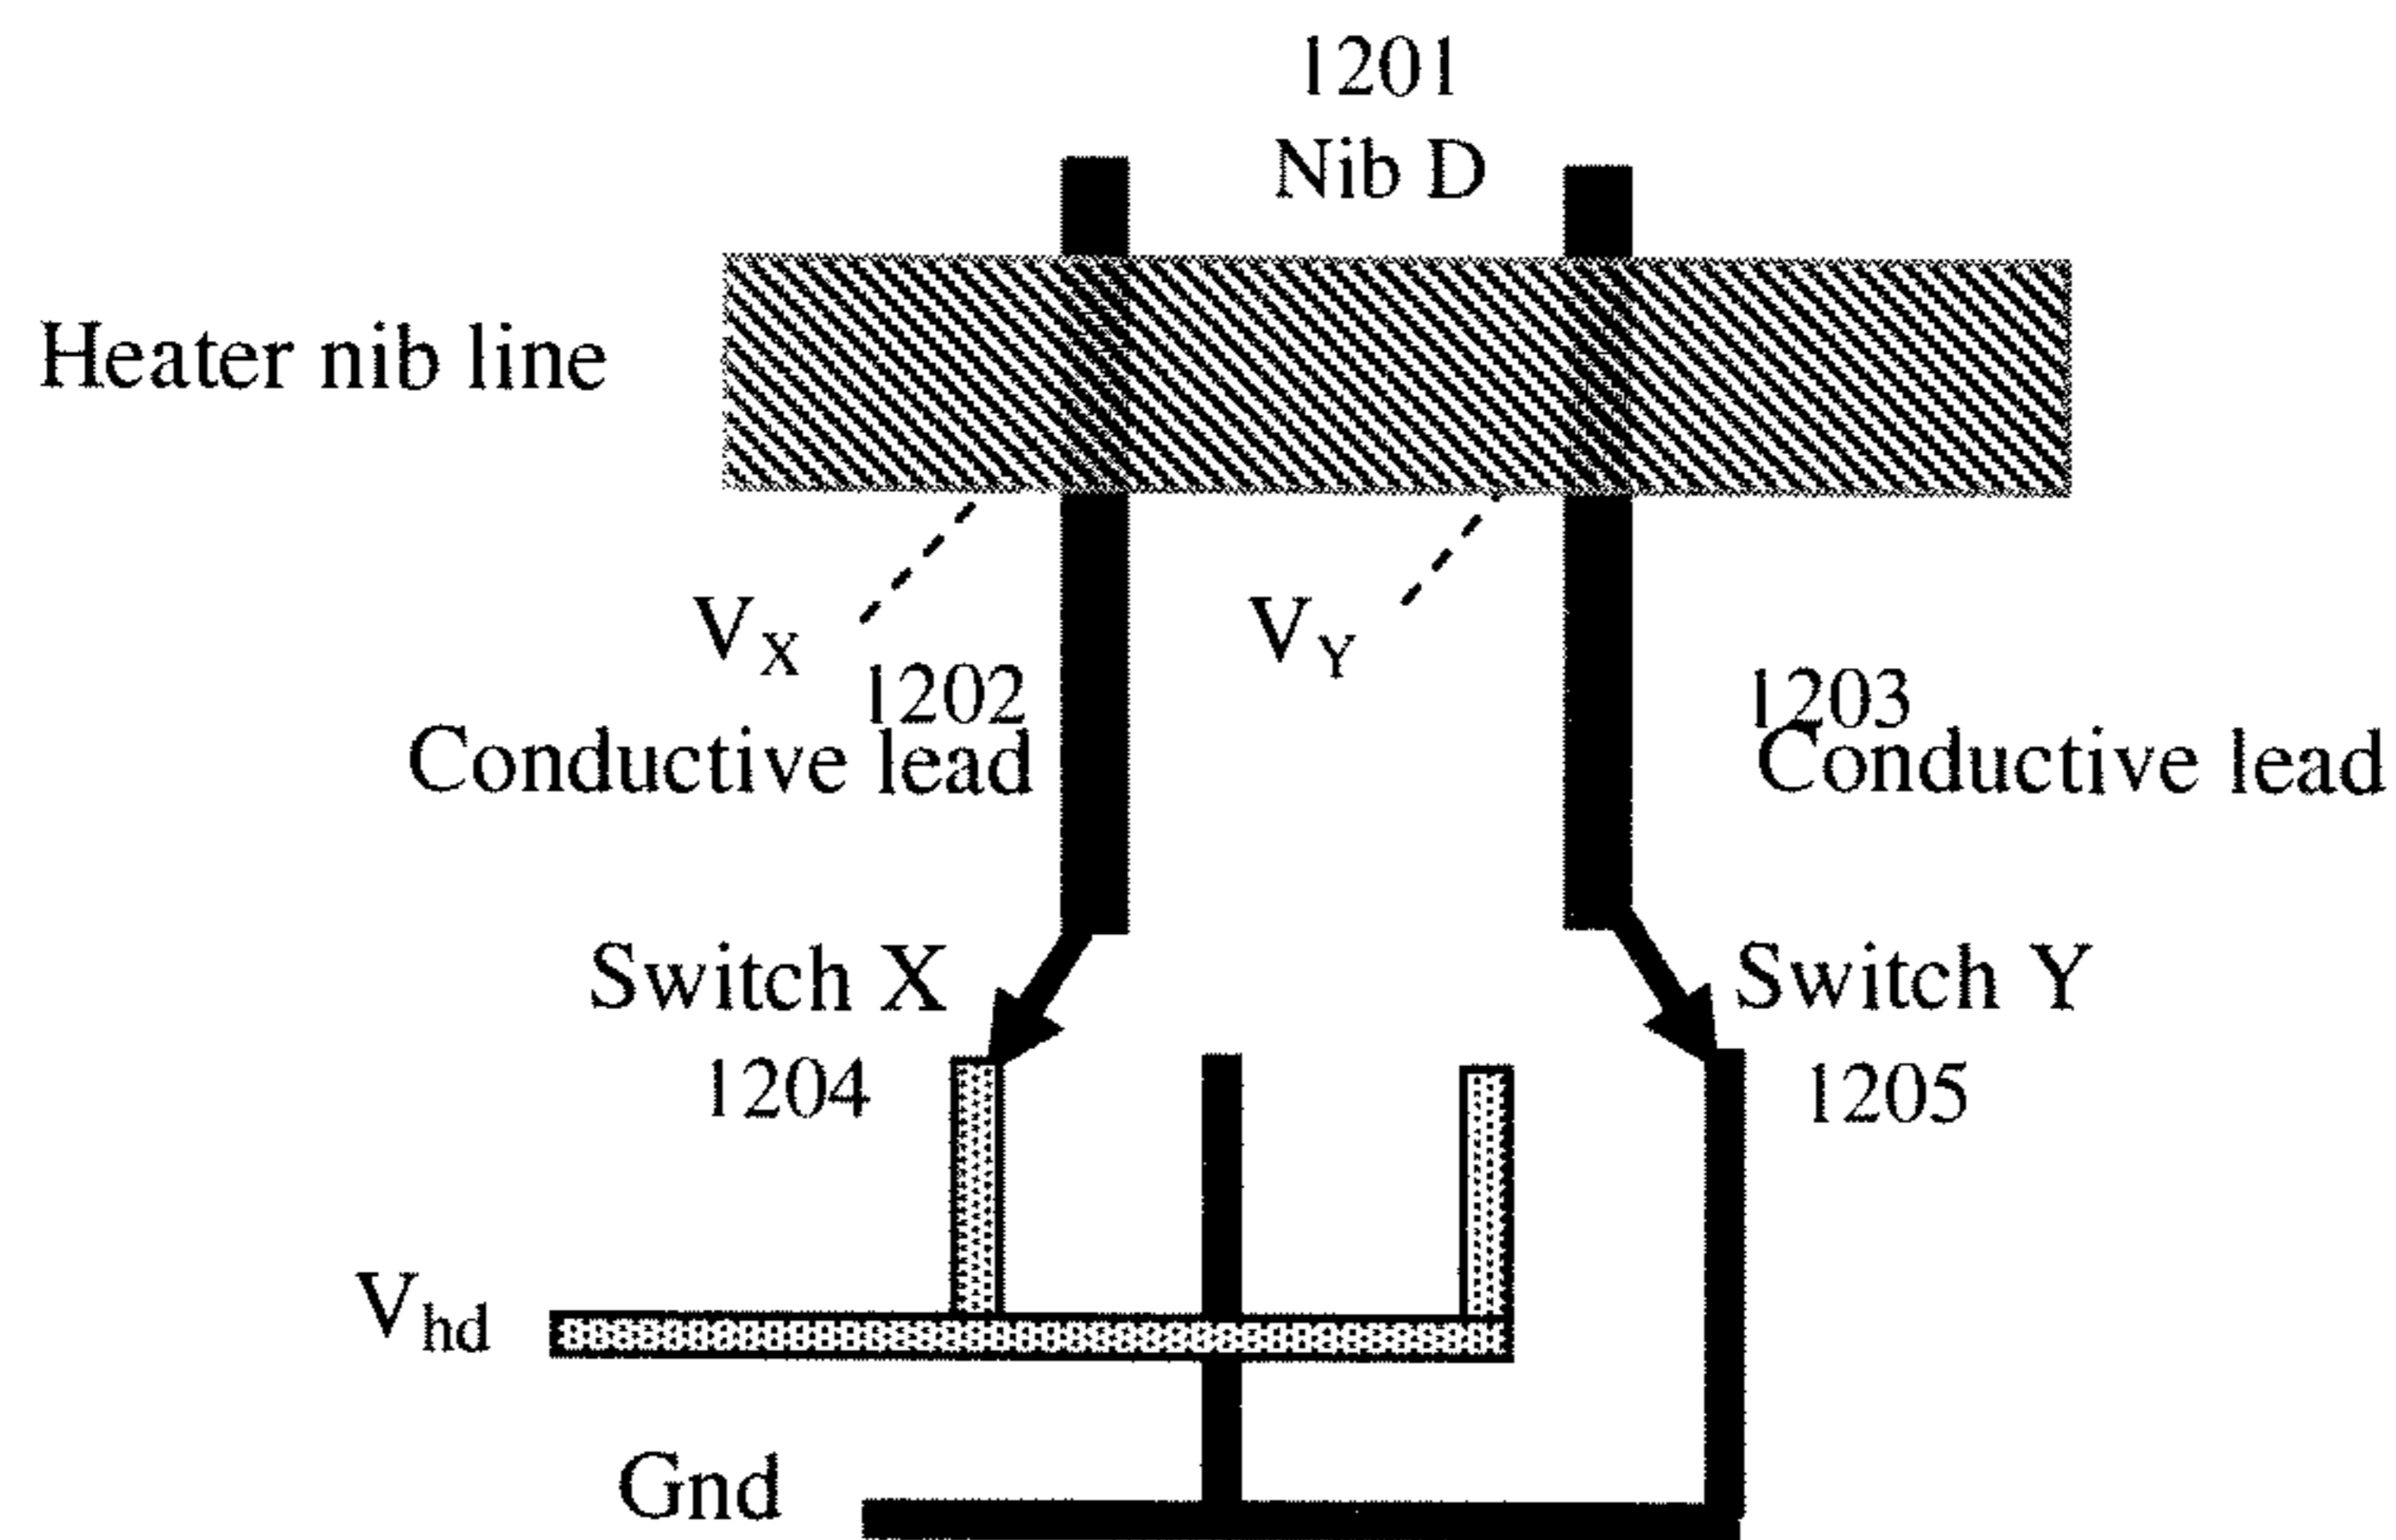 1201
Nib D
Heater nib line
VX
VY
1202
Conductive lead
1203
Conductive lead
Switch X
1204
Switch Y
1205
Vhd
Gnd